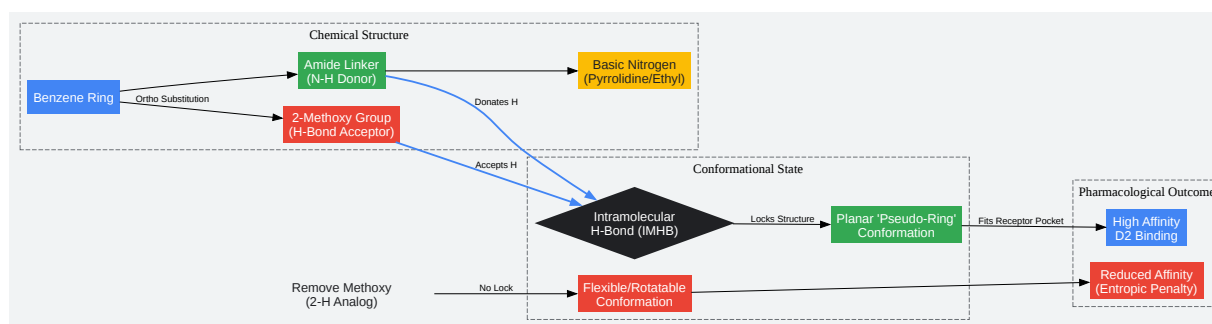 Chemical Structure
Benzene Ring
Ortho Substitution
Amide Linker
(N-H Donor)
2-Methoxy Group
(H-Bond Acceptor)
Basic Nitrogen
(Pyrrolidine/Ethyl)
Donates H
Accepts H
Conformational State
Intramolecular
H-Bond (IMHB)
Locks Structure
Planar 'Pseudo-Ring'
Conformation
Fits Receptor Pocket
Pharmacological Outcome
High Affinity
D2 Binding
Remove Methoxy
(2-H Analog)
No Lock
Flexible/Rotatable
Conformation
Reduced Affinity
(Entropic Penalty)